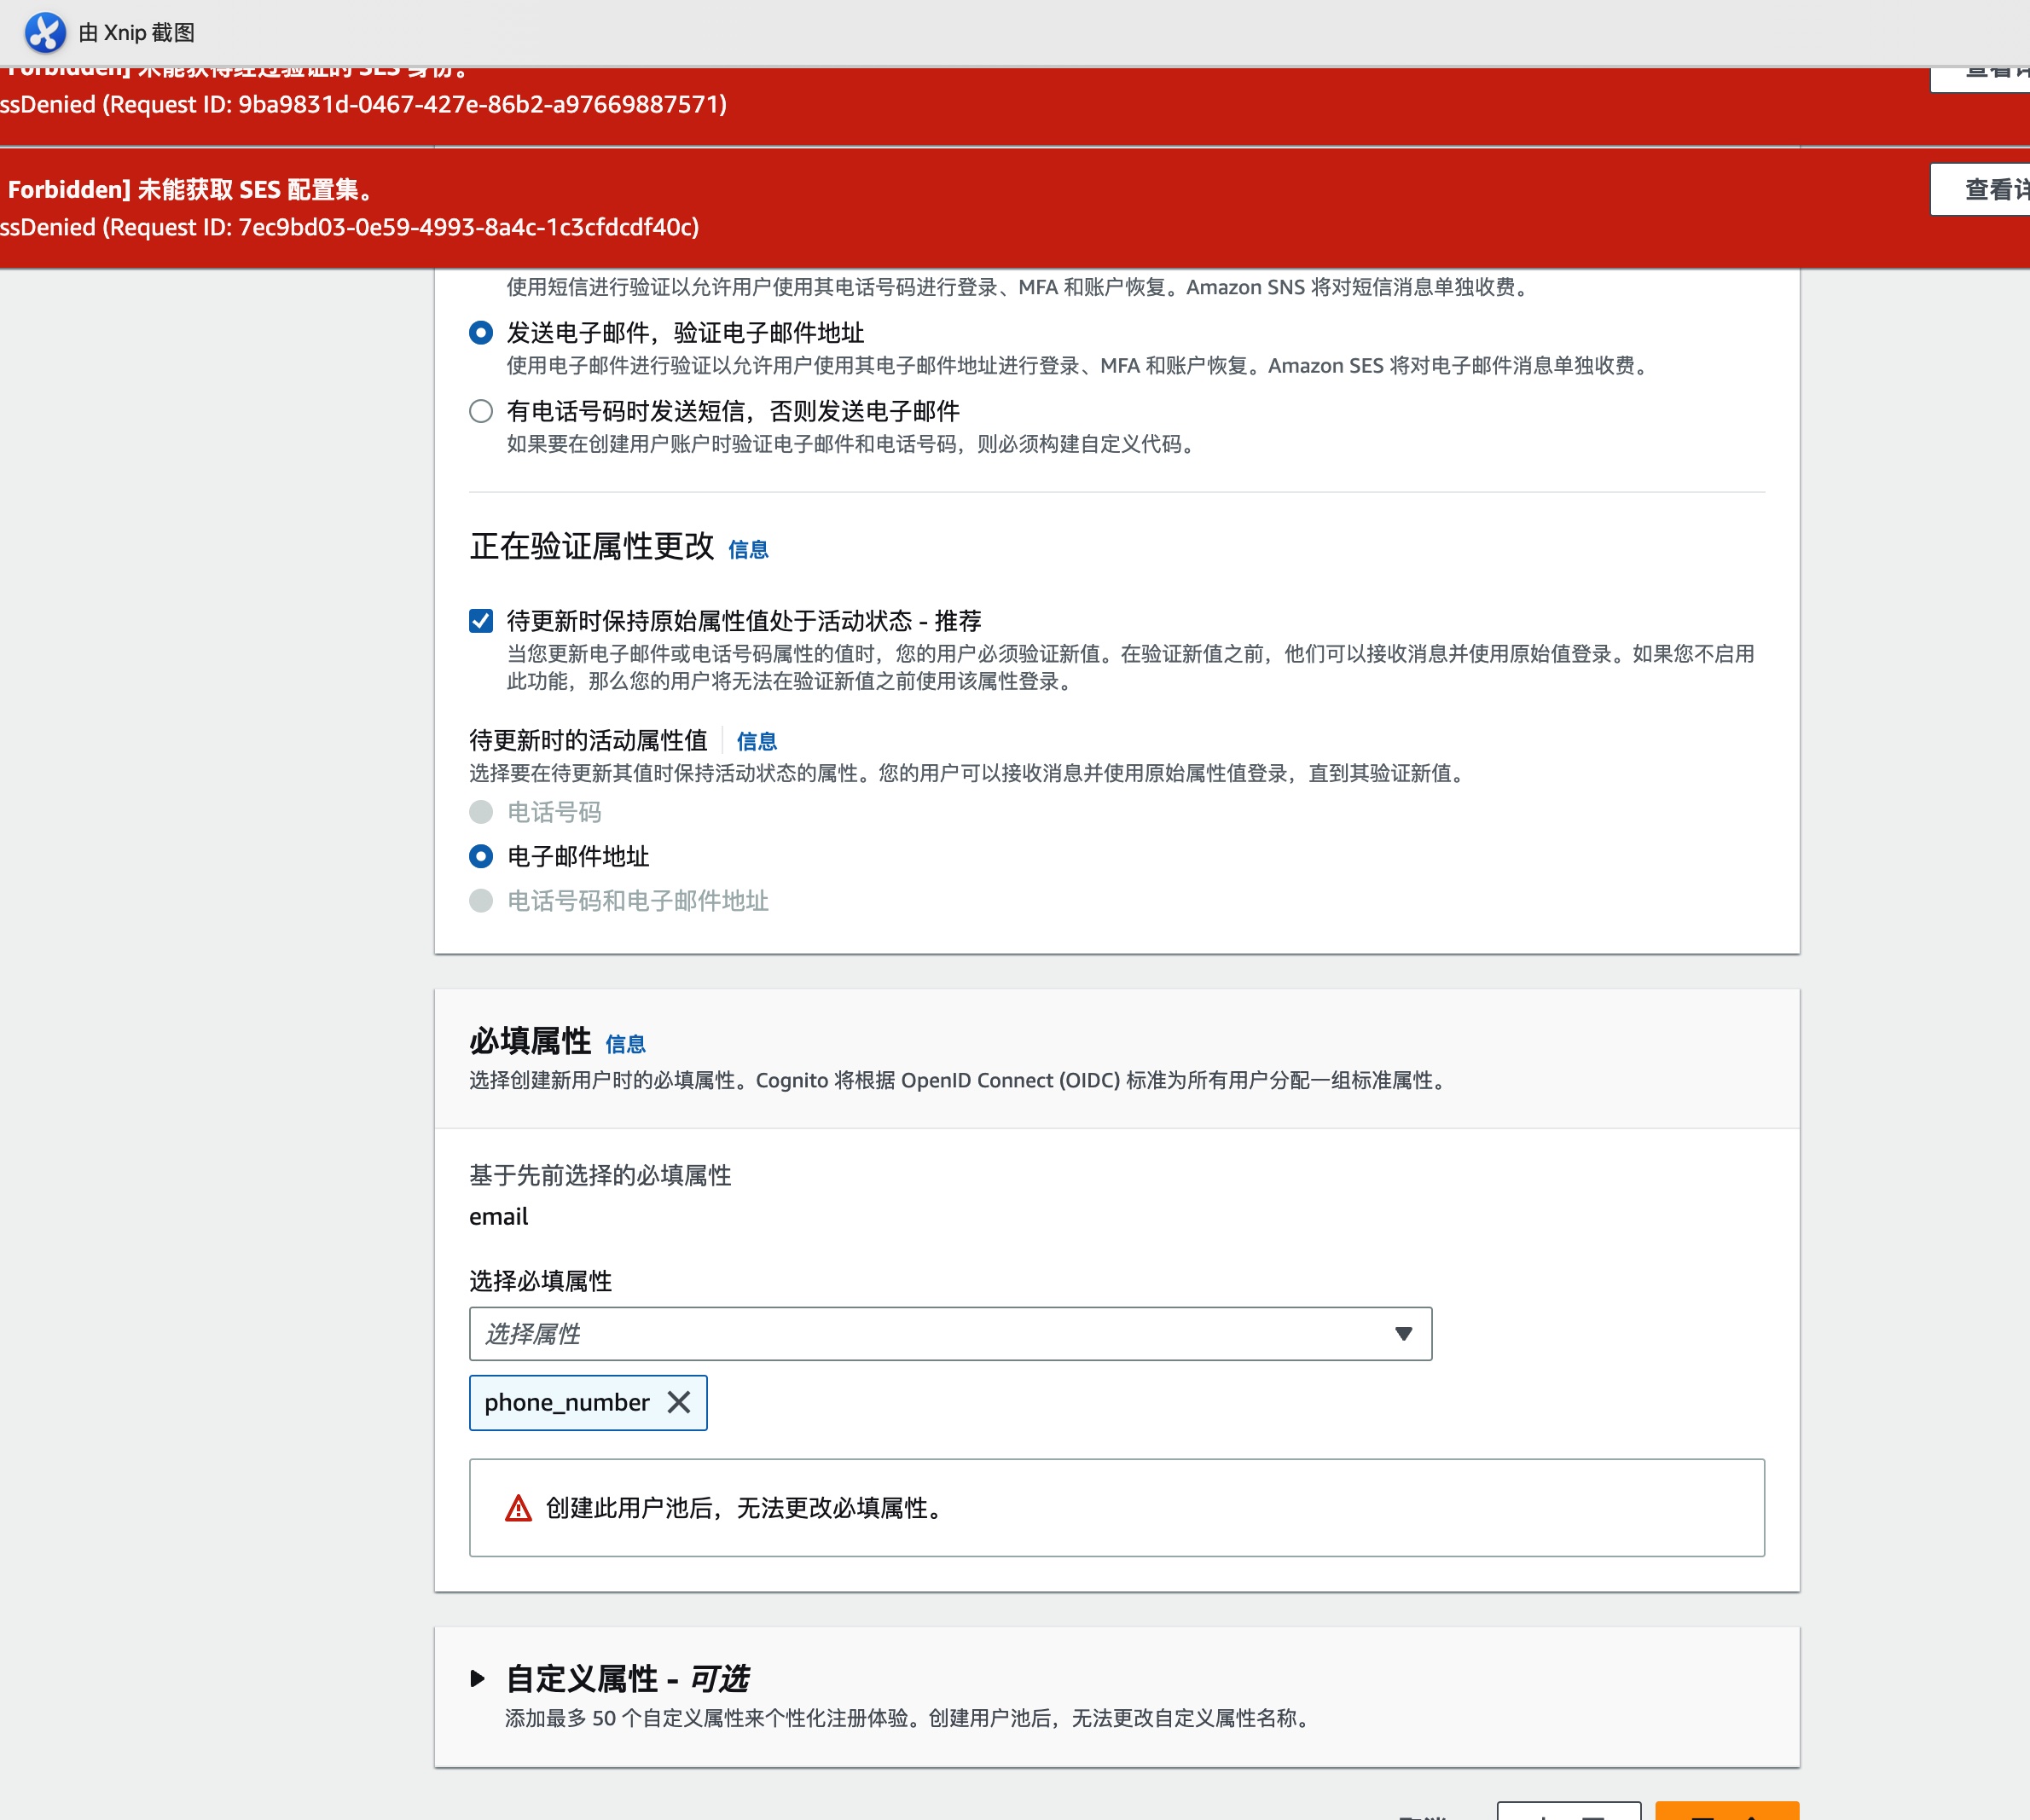 由 Xnip 截图
Forbidden] 未能获得经过验证的 SES 身份。
查看详
ssDenied (Request ID: 9ba9831d-0467-427e-86b2-a97669887571)
Forbidden] 未能获取 SES 配置集。
查看详
ssDenied (Request ID: 7ec9bd03-0e59-4993-8a4c-1c3cfdcdf40c)
使用短信进行验证以允许用户使用其电话号码进行登录、MFA 和账户恢复。Amazon SNS 将对短信消息单独收费。
发送电子邮件，验证电子邮件地址
使用电子邮件进行验证以允许用户使用其电子邮件地址进行登录、MFA 和账户恢复。Amazon SES 将对电子邮件消息单独收费。
有电话号码时发送短信，否则发送电子邮件
如果要在创建用户账户时验证电子邮件和电话号码，则必须构建自定义代码。
正在验证属性更改 信息
待更新时保持原始属性值处于活动状态 - 推荐
当您更新电子邮件或电话号码属性的值时，您的用户必须验证新值。在验证新值之前，他们可以接收消息并使用原始值登录。如果您不启用
此功能，那么您的用户将无法在验证新值之前使用该属性登录。
待更新时的活动属性值 信息
选择要在待更新其值时保持活动状态的属性。您的用户可以接收消息并使用原始属性值登录，直到其验证新值。
电话号码
电子邮件地址
电话号码和电子邮件地址
必填属性 信息
选择创建新用户时的必填属性。Cognito 将根据 OpenID Connect (OIDC) 标准为所有用户分配一组标准属性。
基于先前选择的必填属性
email
选择必填属性
选择属性
phone_number
创建此用户池后，无法更改必填属性。
自定义属性 - 可选
添加最多 50 个自定义属性来个性化注册体验。创建用户池后，无法更改自定义属性名称。